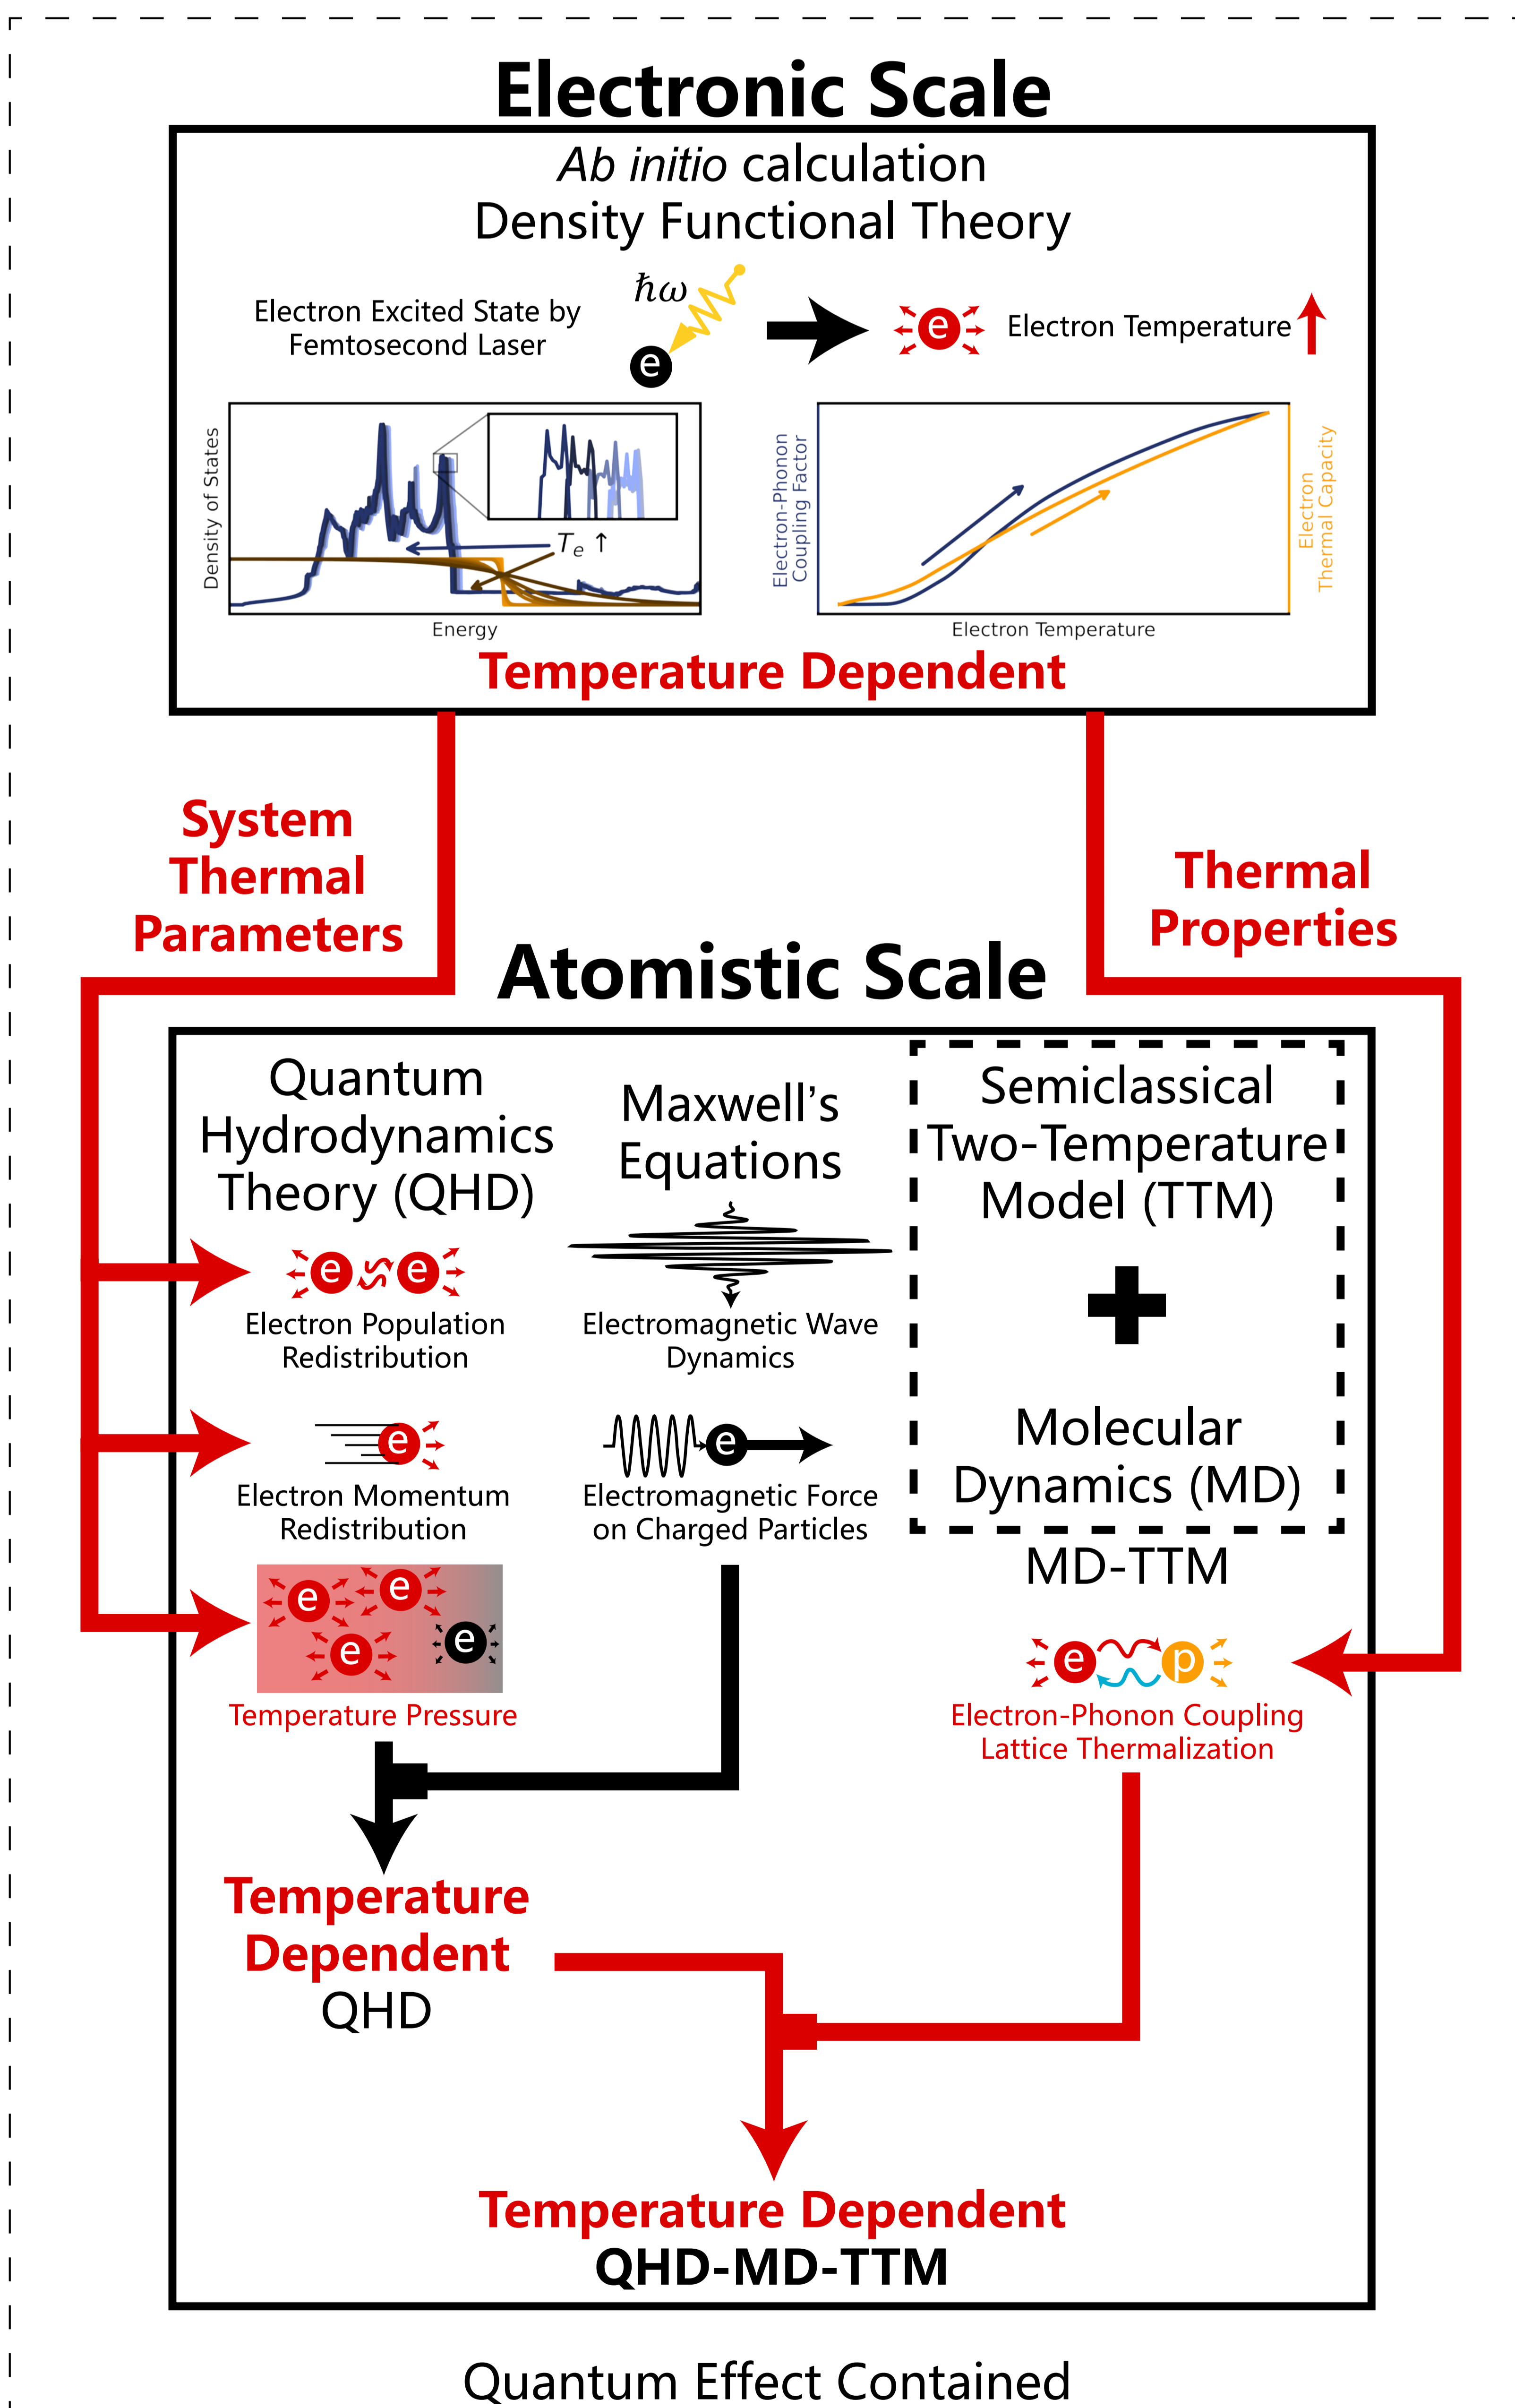 Electronic Scale
Ab initio calculation
Density Functional Theory
Electron Excited State by
Femtosecond Laser
ħω
e
e
Electron Temperature
Density of States
Tₑ ↑
Energy
Electron-Phonon
Coupling Factor
Electron
Thermal Capacity
Electron Temperature
Temperature Dependent
System
Thermal
Parameters
Thermal
Properties
Atomistic Scale
Quantum
Hydrodynamics
Theory (QHD)
e e
Electron Population
Redistribution
e
Electron Momentum
Redistribution
e e
e e
Temperature Pressure
Maxwell's
Equations
Electromagnetic Wave
Dynamics
e
Electromagnetic Force
on Charged Particles
Semiclassical
Two-Temperature
Model (TTM)
Molecular
Dynamics (MD)
MD-TTM
e p
Electron-Phonon Coupling
Lattice Thermalization
Temperature
Dependent
QHD
Temperature Dependent
QHD-MD-TTM
Quantum Effect Contained